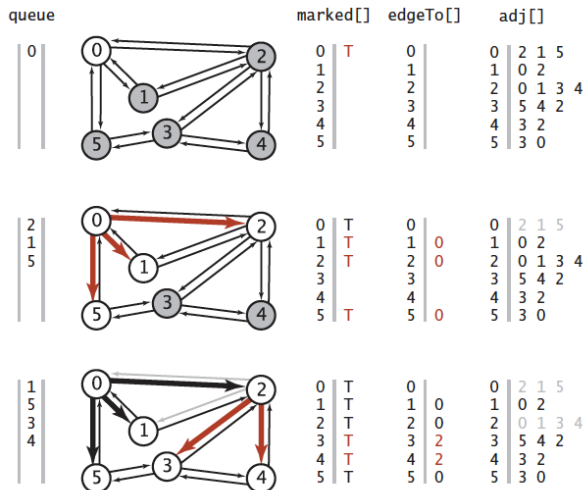 queue marked[] edgeTo[] adj[]
0 0 2 0 T 0 0 2 1 5
1 1 1 1 0 2
2 2 2 0 1 3 4
3 3 3 3 5 4 2
5 4 4 4 4 3 2
5 5 5 3 0
2 0 2 0 T 0 0 2 1 5
1 1 T 1 0 1 0 2
5 1 2 T 2 0 2 0 1 3 4
3 3 3 3 5 4 2
5 4 4 4 4 3 2
5 T 5 0 5 3 0
1 0 2 0 T 0 0 2 1 5
5 1 T 1 0 1 0 2
3 1 2 T 2 0 2 0 1 3 4
4 3 3 T 3 2 3 5 4 2
4 T 4 2 4 3 2
5 4 5 T 5 0 5 3 0